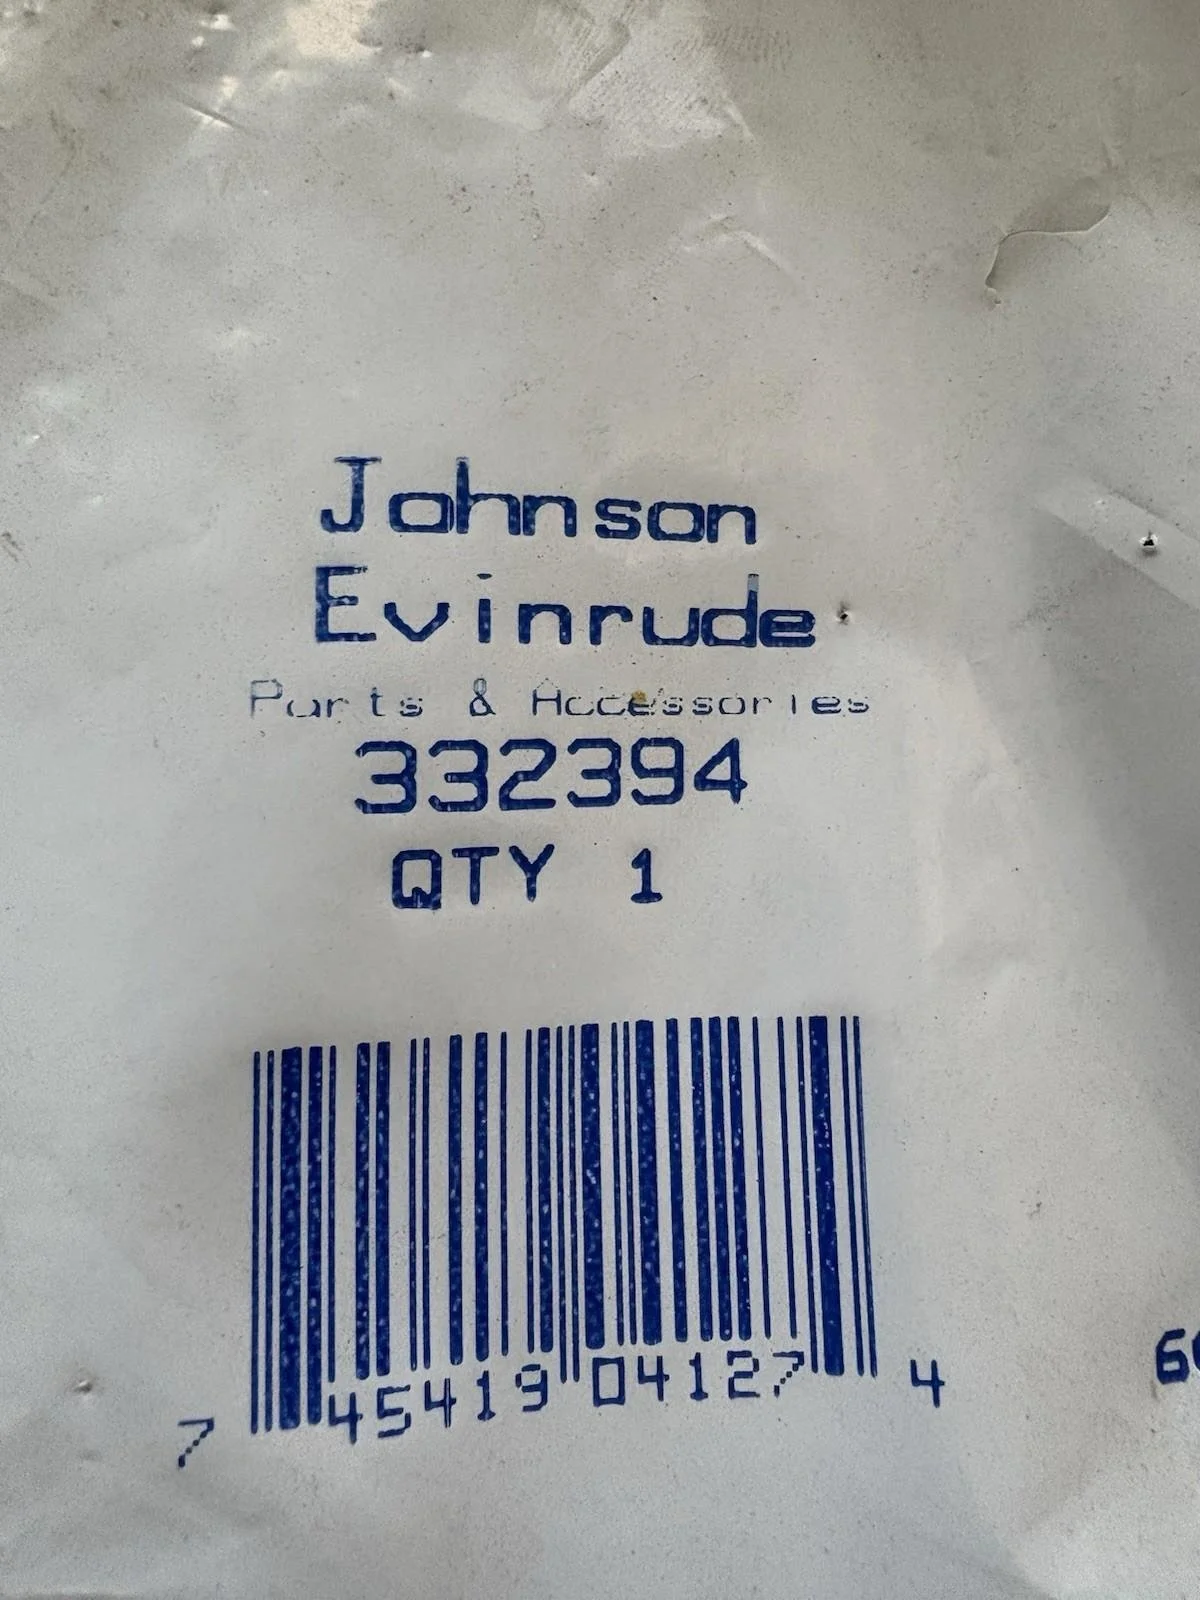 Johnson
Evinrude
Parts & Accessories
332394
QTY 1
7 45419 04127 4